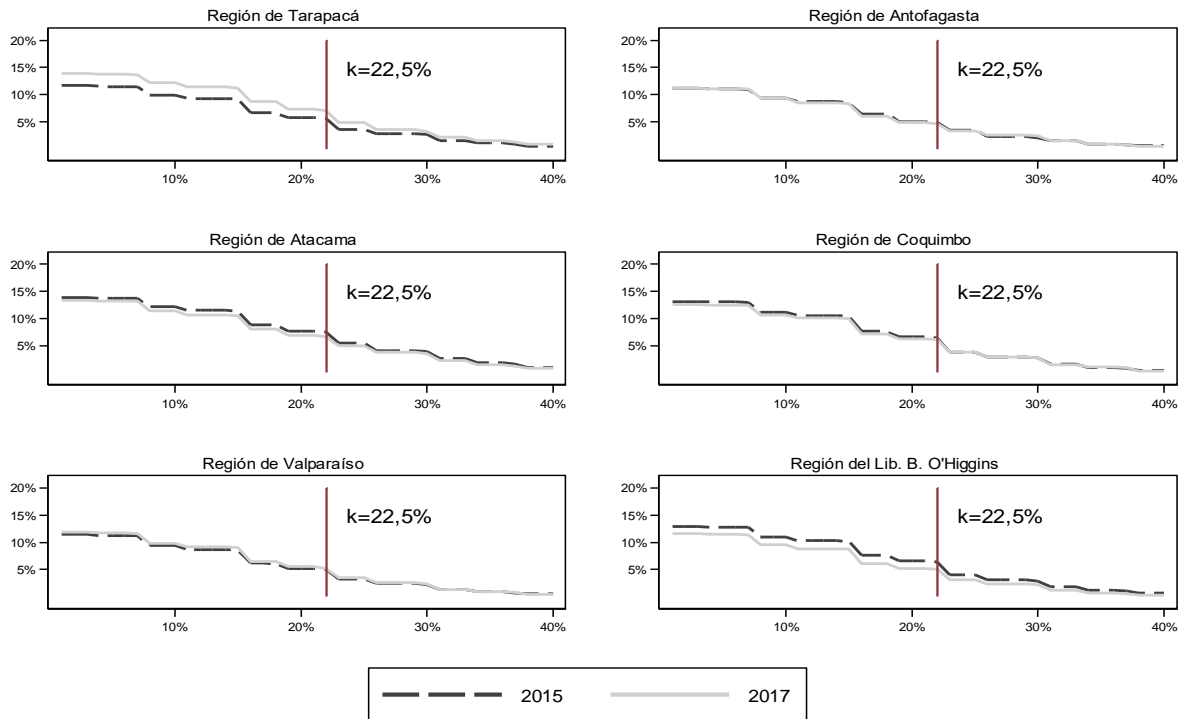 Región de Tarapacá
20%
15%
10%
5%
k=22,5%
10% 20% 30% 40%
Región de Antofagasta
20%
15%
10%
5%
k=22,5%
10% 20% 30% 40%
Región de Atacama
20%
15%
10%
5%
k=22,5%
10% 20% 30% 40%
Región de Coquimbo
20%
15%
10%
5%
k=22,5%
10% 20% 30% 40%
Región de Valparaíso
20%
15%
10%
5%
k=22,5%
10% 20% 30% 40%
Región del Lib. B. O'Higgins
20%
15%
10%
5%
k=22,5%
10% 20% 30% 40%
2015 2017